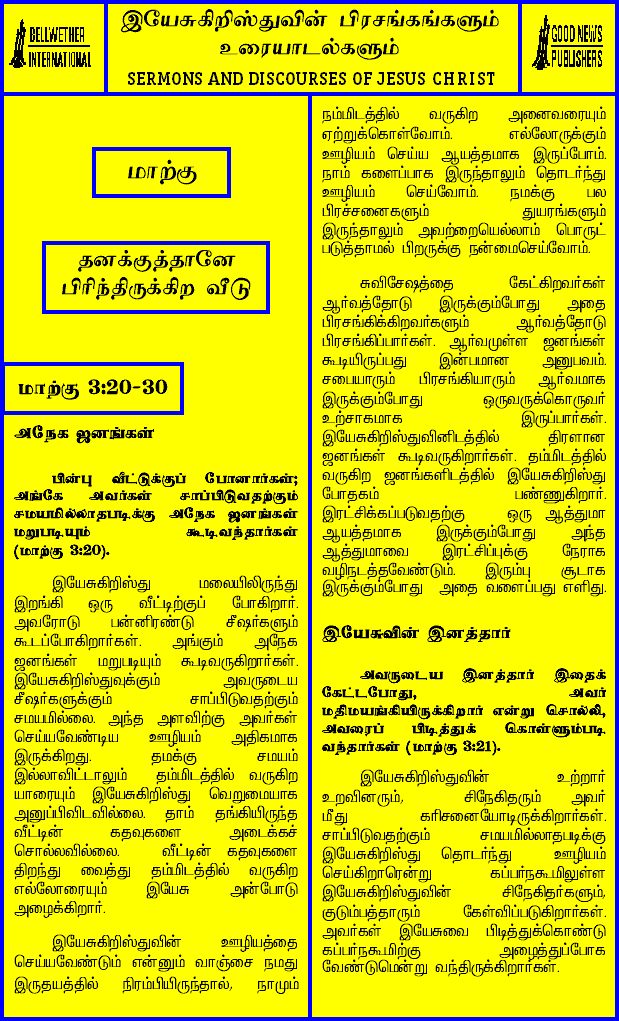 BELLWETHER
INTERNATIONAL
இயேசுகிறிஸ்துவின் பிரசங்கங்களும்
உரையாடல்களும்
SERMONS AND DISCOURSES OF JESUS CHRIST
GOOD NEWS
PUBLISHERS
மாற்கு
தனக்குத்தானே
பிரிந்திருக்கிற வீடு
மாற்கு 3:20-30
அநேக ஜனங்கள்
பின்பு வீட்டுக்குப் போனார்கள்;
அங்கே அவர்கள் சாப்பிடுவதற்கும்
சமயமில்லாதபடிக்கு அநேக ஜனங்கள்
மறுபடியும் கூடிவந்தார்கள்
(மாற்கு 3:20).
இயேசுகிறிஸ்து மலையிலிருந்து
இறங்கி ஒரு வீட்டிற்குப் போகிறார்.
அவரோடு பன்னிரண்டு சீஷர்களும்
கூடப்போகிறார்கள். அங்கும் அநேக
ஜனங்கள் மறுபடியும் கூடிவருகிறார்கள்.
இயேசுகிறிஸ்துவுக்கும் அவருடைய
சீஷர்களுக்கும் சாப்பிடுவதற்கும்
சமயமில்லை. அந்த அளவிற்கு அவர்கள்
செய்யவேண்டிய ஊழியம் அதிகமாக
இருக்கிறது. தமக்கு சமயம்
இல்லாவிட்டாலும் தம்மிடத்தில் வருகிற
யாரையும் இயேசுகிறிஸ்து வெறுமையாக
அனுப்பிவிடவில்லை. தாம் தங்கியிருந்த
வீட்டின் கதவுகளை அடைக்கச்
சொல்லவில்லை. வீட்டின் கதவுகளை
திறந்து வைத்து தம்மிடத்தில் வருகிற
எல்லோரையும் இயேசு அன்போடு
அழைக்கிறார்.
இயேசுகிறிஸ்துவின் ஊழியத்தை
செய்யவேண்டும் என்னும் வாஞ்சை நமது
இருதயத்தில் நிரம்பியிருந்தால், நாமும்
நம்மிடத்தில் வருகிற அனைவரையும்
ஏற்றுக்கொள்வோம். எல்லோருக்கும்
ஊழியம் செய்ய ஆயத்தமாக இருப்போம்.
நாம் களைப்பாக இருந்தாலும் தொடர்ந்து
ஊழியம் செய்வோம். நமக்கு பல
பிரச்சனைகளும் துயரங்களும்
இருந்தாலும் அவற்றையெல்லாம் பொருட்
படுத்தாமல் பிறருக்கு நன்மைசெய்வோம்.
சுவிசேஷத்தை கேட்கிறவர்கள்
ஆர்வத்தோடு இருக்கும்போது அதை
பிரசங்கிக்கிறவர்களும் ஆர்வத்தோடு
பிரசங்கிப்பார்கள். ஆர்வமுள்ள ஜனங்கள்
கூடியிருப்பது இன்பமான அனுபவம்.
சபையாரும் பிரசங்கியாரும் ஆர்வமாக
இருக்கும்போது ஒருவருக்கொருவர்
உற்சாகமாக இருப்பார்கள்.
இயேசுகிறிஸ்துவினிடத்தில் திரளான
ஜனங்கள் கூடிவருகிறார்கள். தம்மிடத்தில்
வருகிற ஜனங்களிடத்தில் இயேசுகிறிஸ்து
போதகம் பண்ணுகிறார்.
இரட்சிக்கப்படுவதற்கு ஒரு ஆத்துமா
ஆயத்தமாக இருக்கும்போது அந்த
ஆத்துமாவை இரட்சிப்புக்கு நேராக
வழிநடத்தவேண்டும். இரும்பு சூடாக
இருக்கும்போது அதை வளைப்பது எளிது.
இயேசுவின் இனத்தார்
அவருடைய இனத்தார் இதைக்
கேட்டபோது, அவர்
மதிமயங்கியிருக்கிறார் என்று சொல்லி,
அவரைப் பிடித்துக் கொள்ளும்படி
வந்தார்கள் (மாற்கு 3:21).
இயேசுகிறிஸ்துவின் உற்றார்
உறவினரும், சிநேகிதரும் அவர்
மீது கரிசனையோடிருக்கிறார்கள்.
சாப்பிடுவதற்கும் சமயமில்லாதபடிக்கு
இயேசுகிறிஸ்து தொடர்ந்து ஊழியம்
செய்கிறாரென்று கப்பர்நகூமிலுள்ள
இயேசுகிறிஸ்துவின் சிநேகிதர்களும்,
குடும்பத்தாரும் கேள்விப்படுகிறார்கள்.
அவர்கள் இயேசுவை பிடித்துக்கொண்டு
கப்பர்நகூமிற்கு அழைத்துப்போக
வேண்டுமென்று வந்திருக்கிறார்கள்.